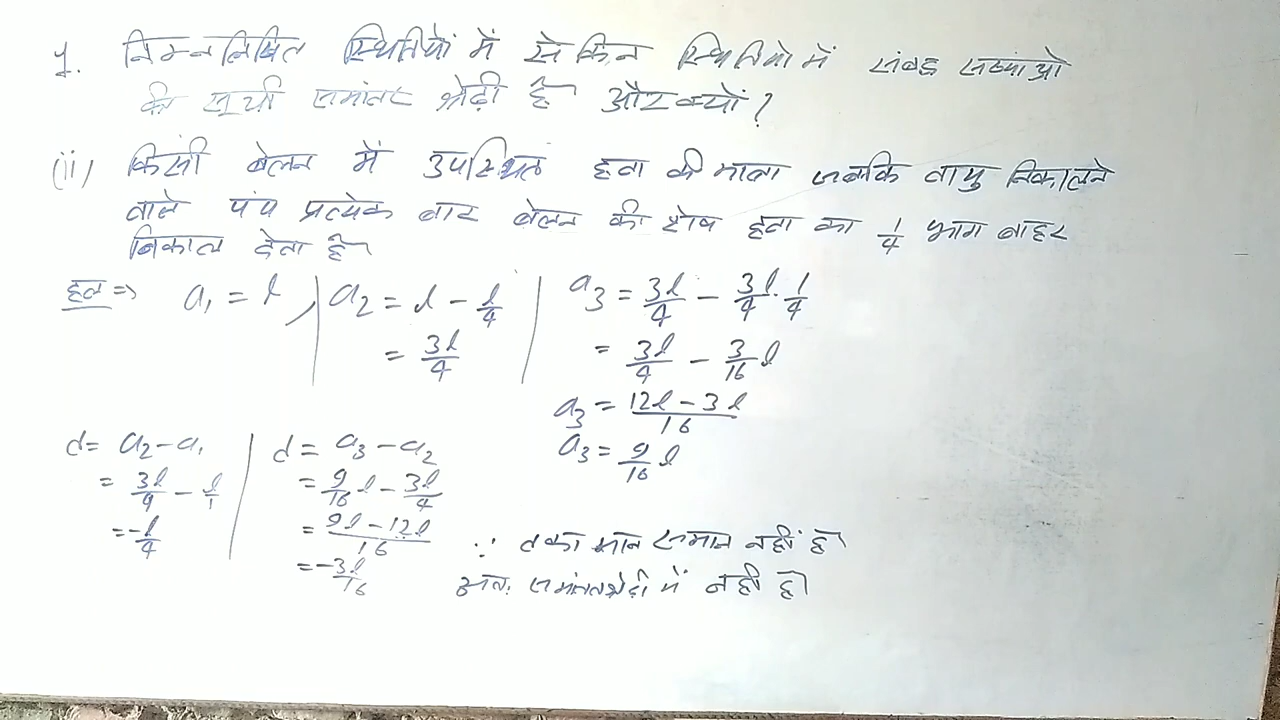 1. निम्नलिखित स्थितियों में से किन स्थितियो में संबद्ध संख्याओ
की सूची समांतर श्रेढ़ी है और क्यों?
(ii) किसी बेलन में उपस्थित हवा की मात्रा जबकि वायु निकालने
वाले पंप प्रत्येक बार बेलन की शेष हवा का 1/4 भाग बाहर
निकाल देता है
हल => a₁ = l, | a₂ = l - l/4 | a₃ = 3l/4 - 3l/4 · 1/4
= 3l/4 | = 3l/4 - 3/16 l
a₃ = (12l - 3l)/16
a₃ = 9/16 l
d = a₂ - a₁ | d = a₃ - a₂
= 3l/4 - l/1 | = 9/16 l - 3l/4
= -l/4 | = (9l - 12l)/16
= -3l/16
∵ d का मान समान नहीं है
अतः समांतर श्रेढ़ी में नहीं है